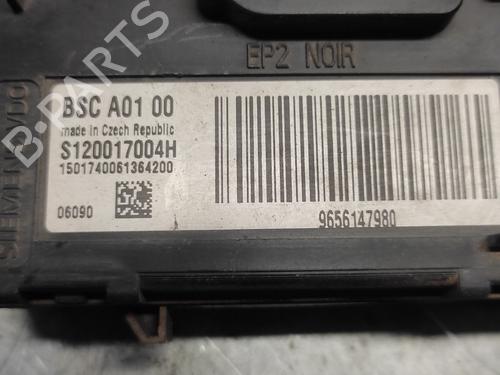 EP2 NOIR
SIEMENS VDO
BSC A01 00
made in Czech Republic
S120017004H
1501740061364200
06090
9656147980
B-PARTS